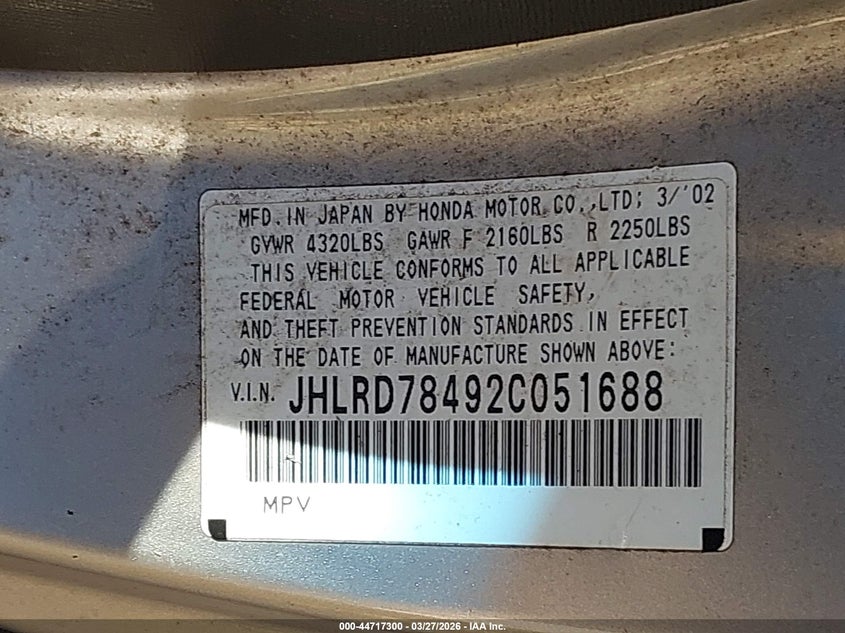 MFD. IN JAPAN BY HONDA MOTOR CO., LTD; 3/'02
GVWR 4320LBS GAWR F 2160LBS R 2250LBS
THIS VEHICLE CONFORMS TO ALL APPLICABLE
FEDERAL MOTOR VEHICLE SAFETY,
AND THEFT PREVENTION STANDARDS IN EFFECT
ON THE DATE OF MANUFACTURE SHOWN ABOVE:
V.I.N. JHLRD78492C051688
MPV
000-44717300 - 03/27/2026 - IAA Inc.